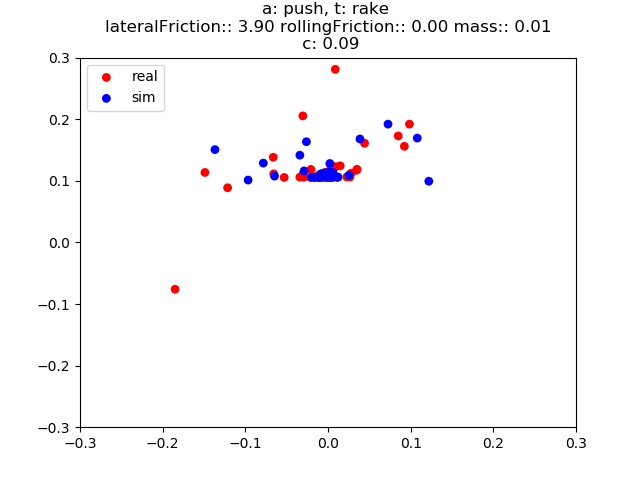 a: push, t: rake
lateralFriction:: 3.90 rollingFriction:: 0.00 mass:: 0.01
c: 0.09
real
sim
0.3
0.2
0.1
0.0
−0.1
−0.2
−0.3
−0.3
−0.2
−0.1
0.0
0.1
0.2
0.3